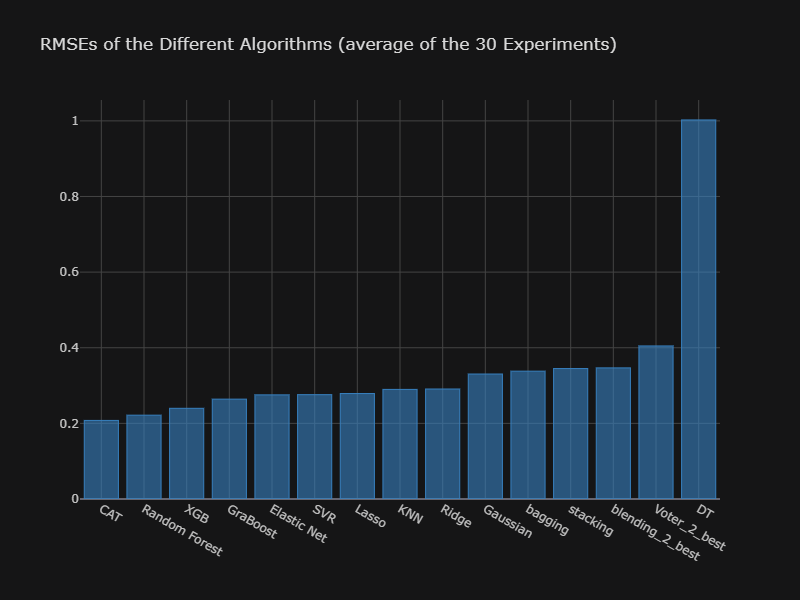 RMSEs of the Different Algorithms (average of the 30 Experiments)
1
0.8
0.6
0.4
0.2
0
CAT
Random Forest
XGB
GraBoost
Elastic Net
SVR
Lasso
KNN
Ridge
Gaussian
bagging
stacking
blending_2_best
Voter_2_best
DT